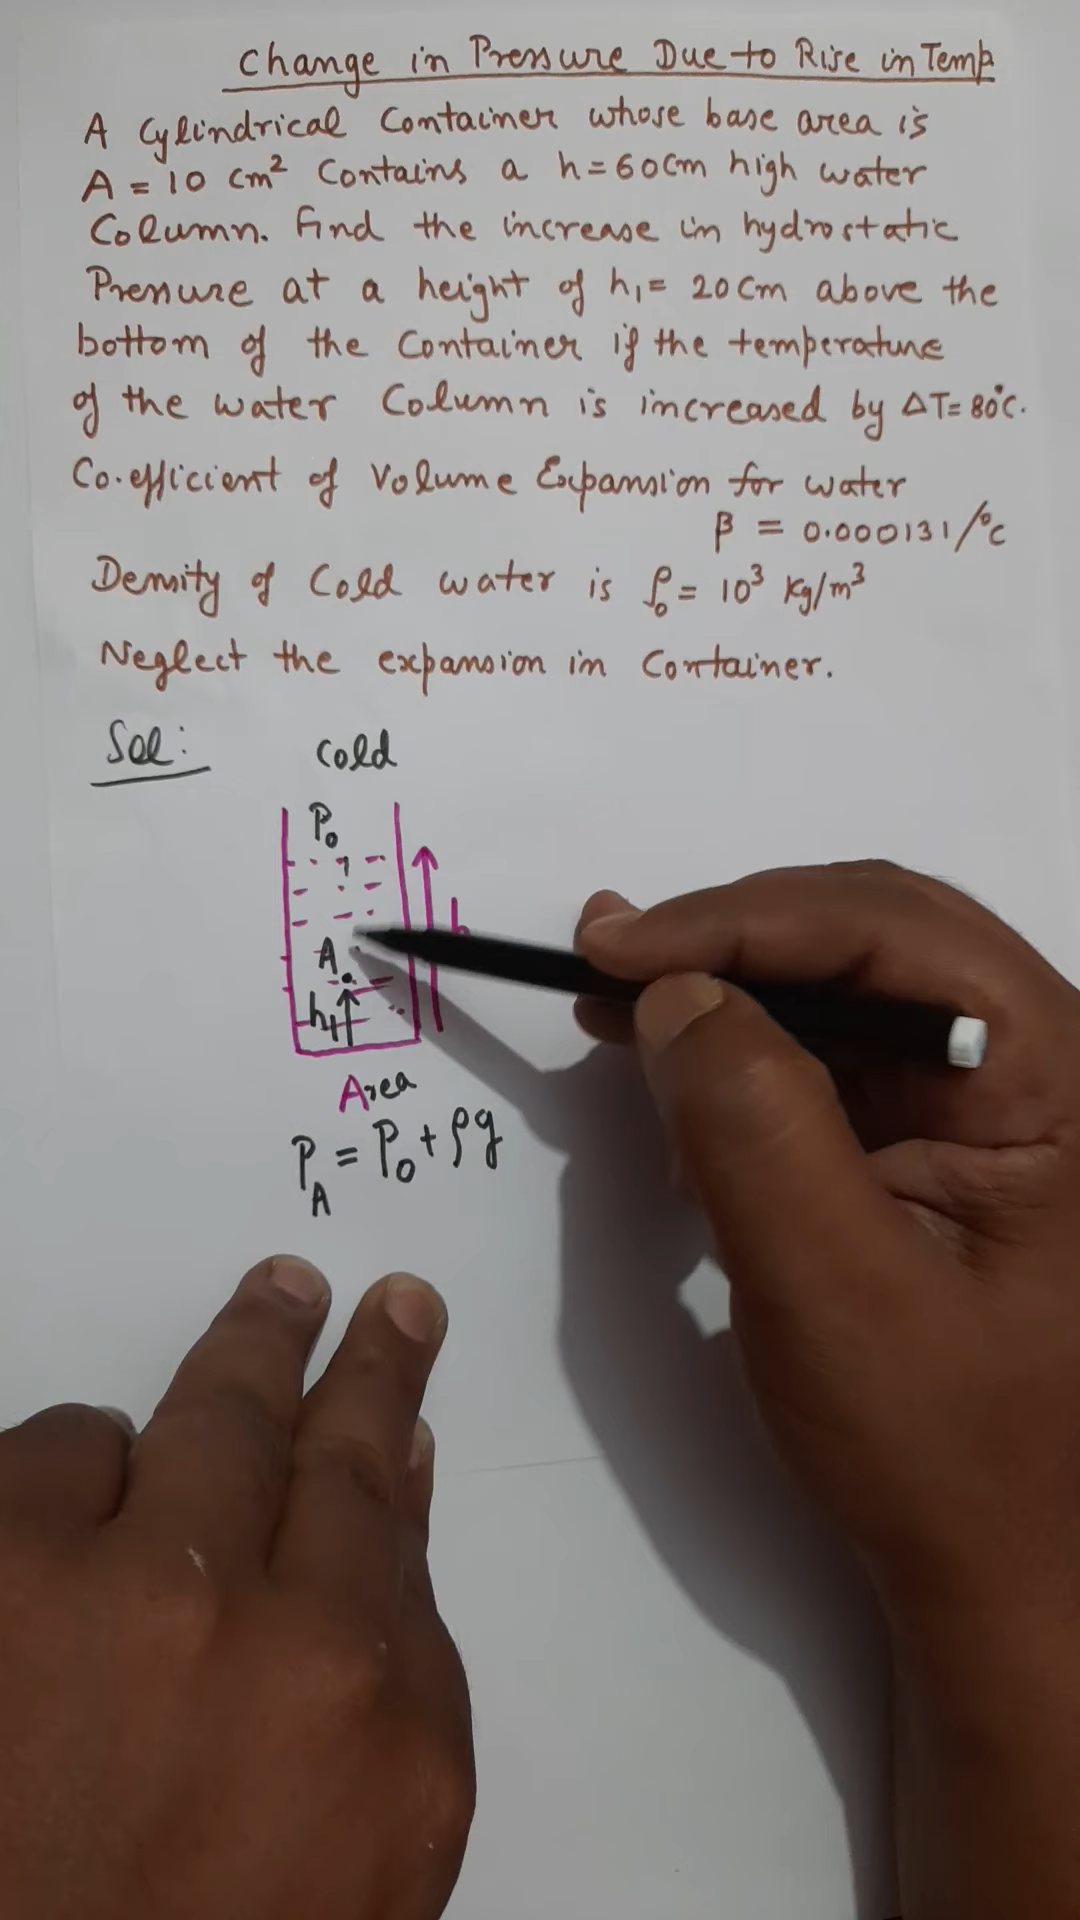 Change in Pressure Due to Rise in Temp
A Cylindrical Container whose base area is
A = 10 cm² Contains a h=60cm high water
Column. Find the increase in hydrostatic
Pressure at a height of h₁= 20cm above the
bottom of the Container if the temperature
of the water Column is increased by ΔT= 80°C.
Co.efficient of Volume Expansion for water
β = 0.000131/°C
Density of Cold water is ρ₀= 10³ Kg/m³
Neglect the expansion in Container.
Sol:
Cold
P₀
A
h₁
Area
P_A = P₀ + ρg